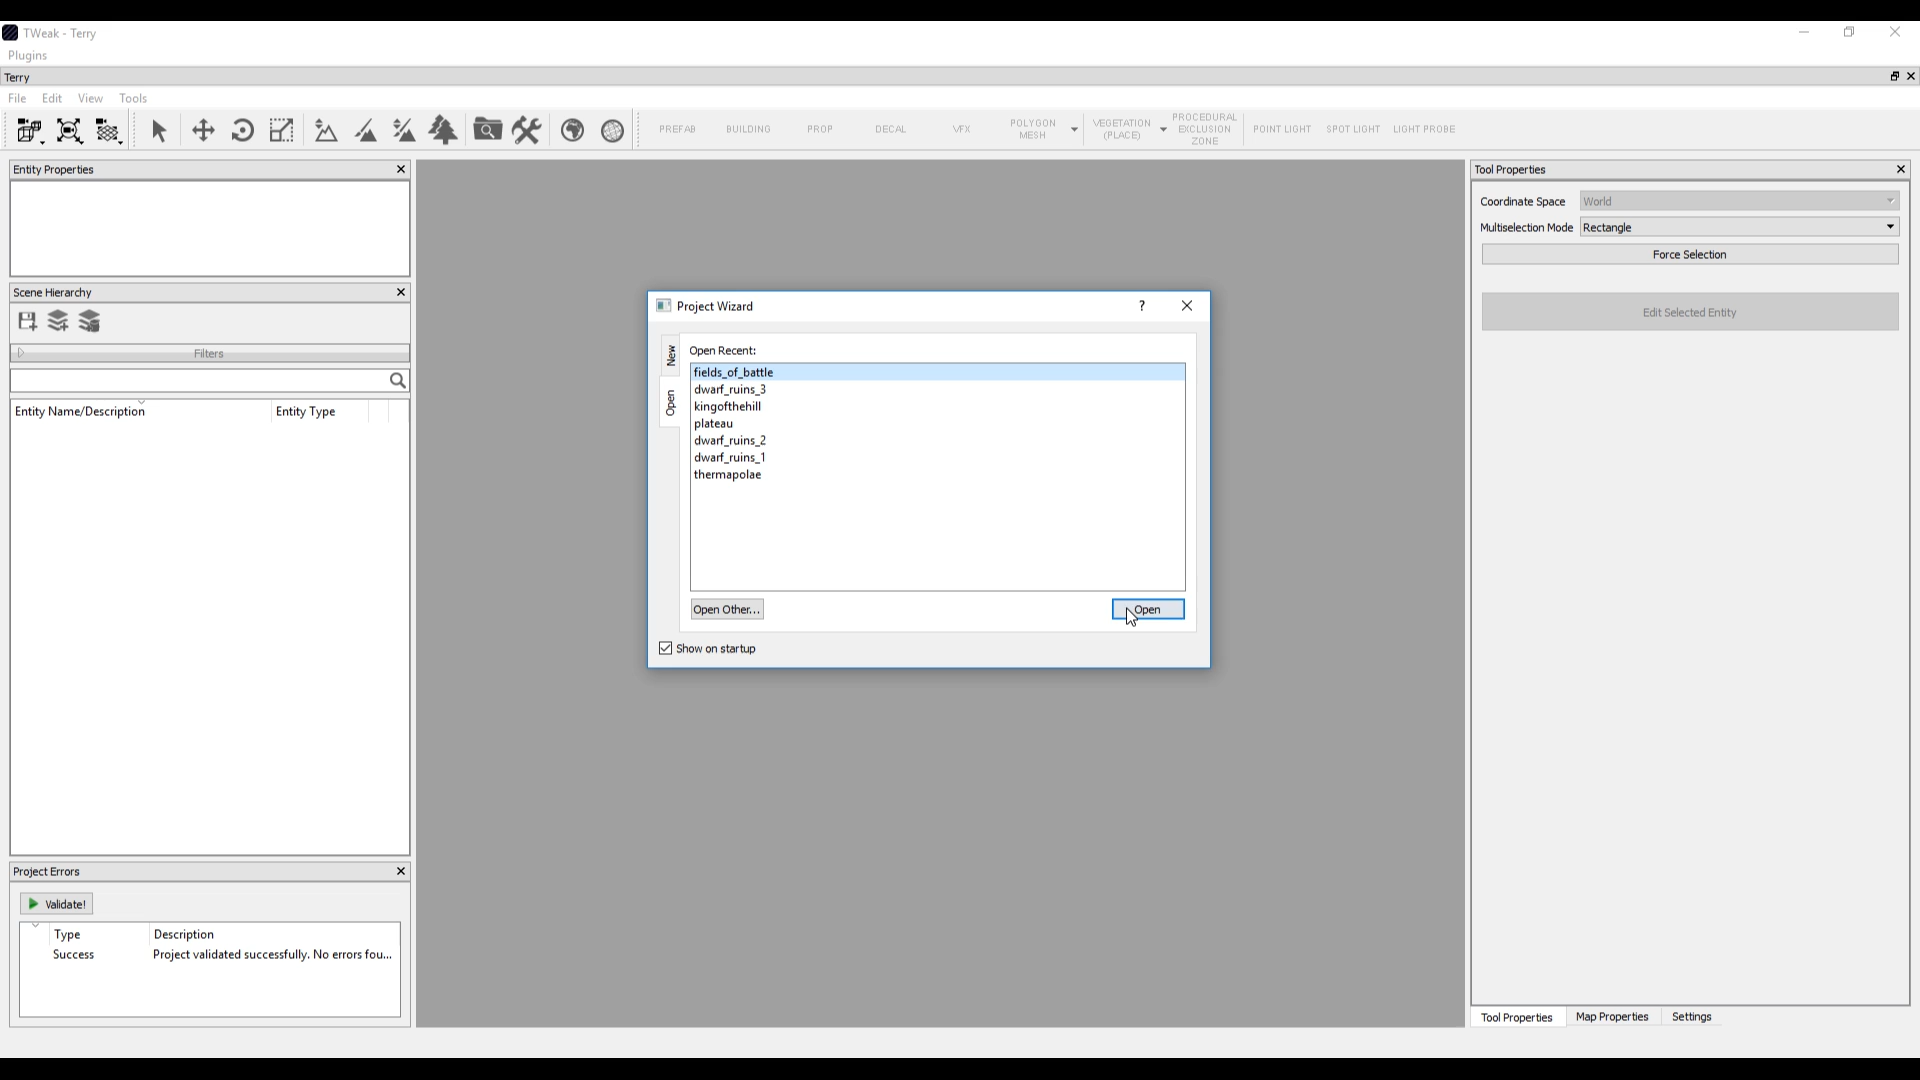 TWeak - Terry
Plugins
Terry
File Edit View Tools
PREFAB BUILDING PROP DECAL VFX POLYGON MESH VEGETATION (PLACE) PROCEDURAL EXCLUSION ZONE POINT LIGHT SPOT LIGHT LIGHT PROBE
Entity Properties
Scene Hierarchy
Filters
Entity Name/Description Entity Type
Project Errors
Validate!
Type Description
Success Project validated successfully. No errors fou...
Project Wizard ?
New
Open
Open Recent:
fields_of_battle
dwarf_ruins_3
kingofthehill
plateau
dwarf_ruins_2
dwarf_ruins_1
thermapolae
Open Other... Open
Show on startup
Tool Properties
Coordinate Space World
Multiselection Mode Rectangle
Force Selection
Edit Selected Entity
Tool Properties Map Properties Settings